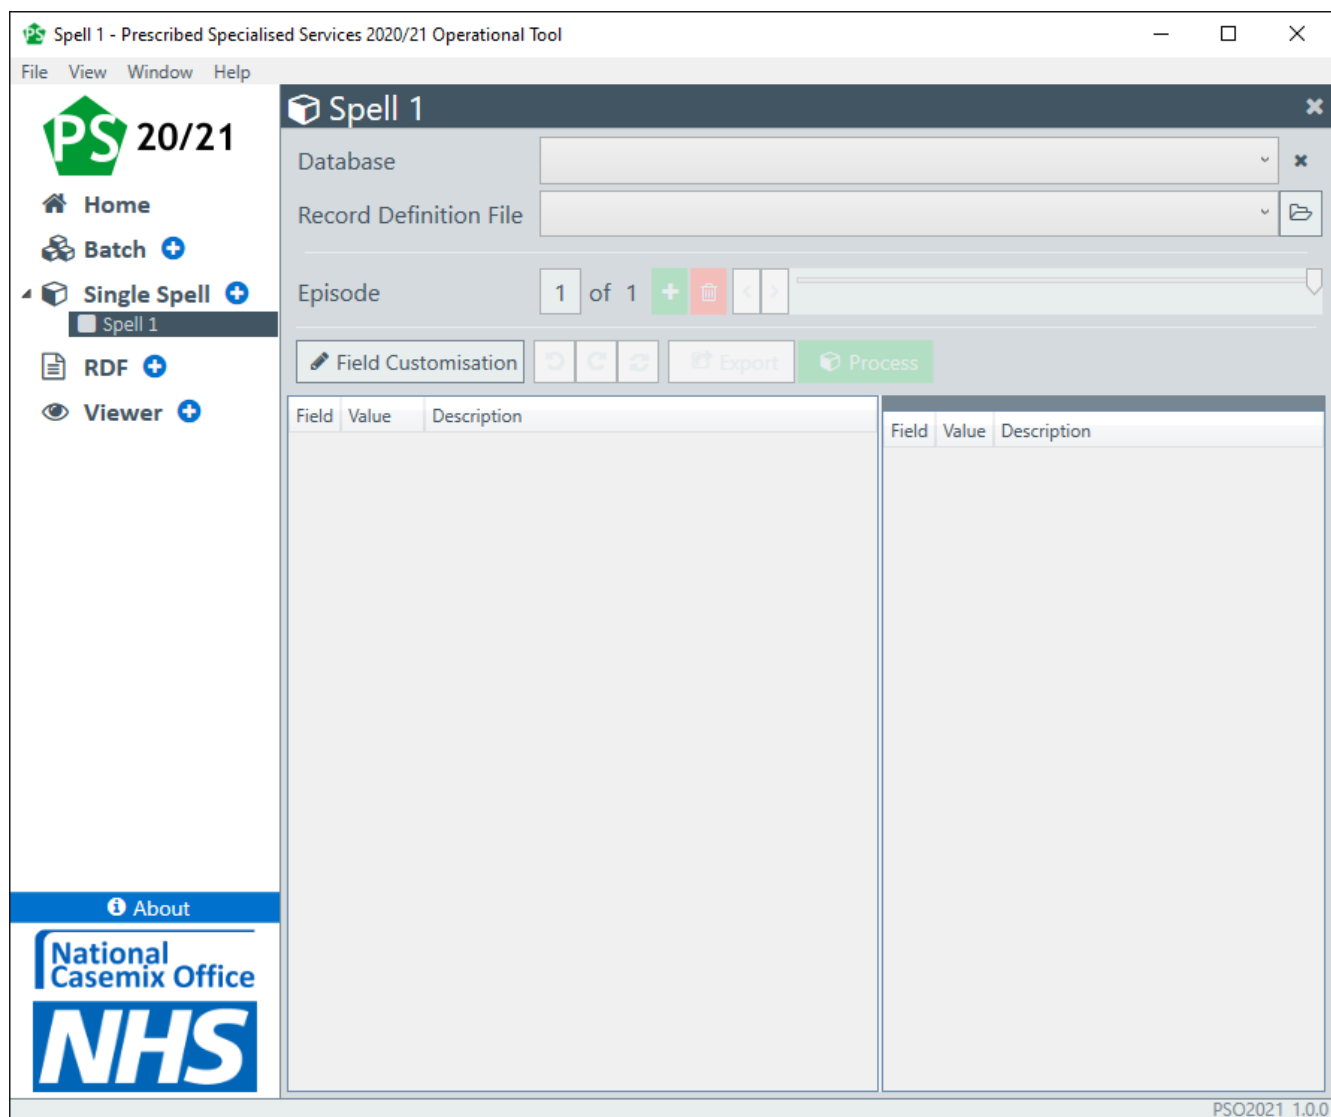 Spell 1 - Prescribed Specialised Services 2020/21 Operational Tool
File View Window Help
PS 20/21
Home
Batch
Single Spell
Spell 1
RDF
Viewer
About
National
Casemix Office
NHS
Spell 1
Database
Record Definition File
Episode 1 of 1
Field Customisation Export Process
Field Value Description
Field Value Description
PSO2021 1.0.0